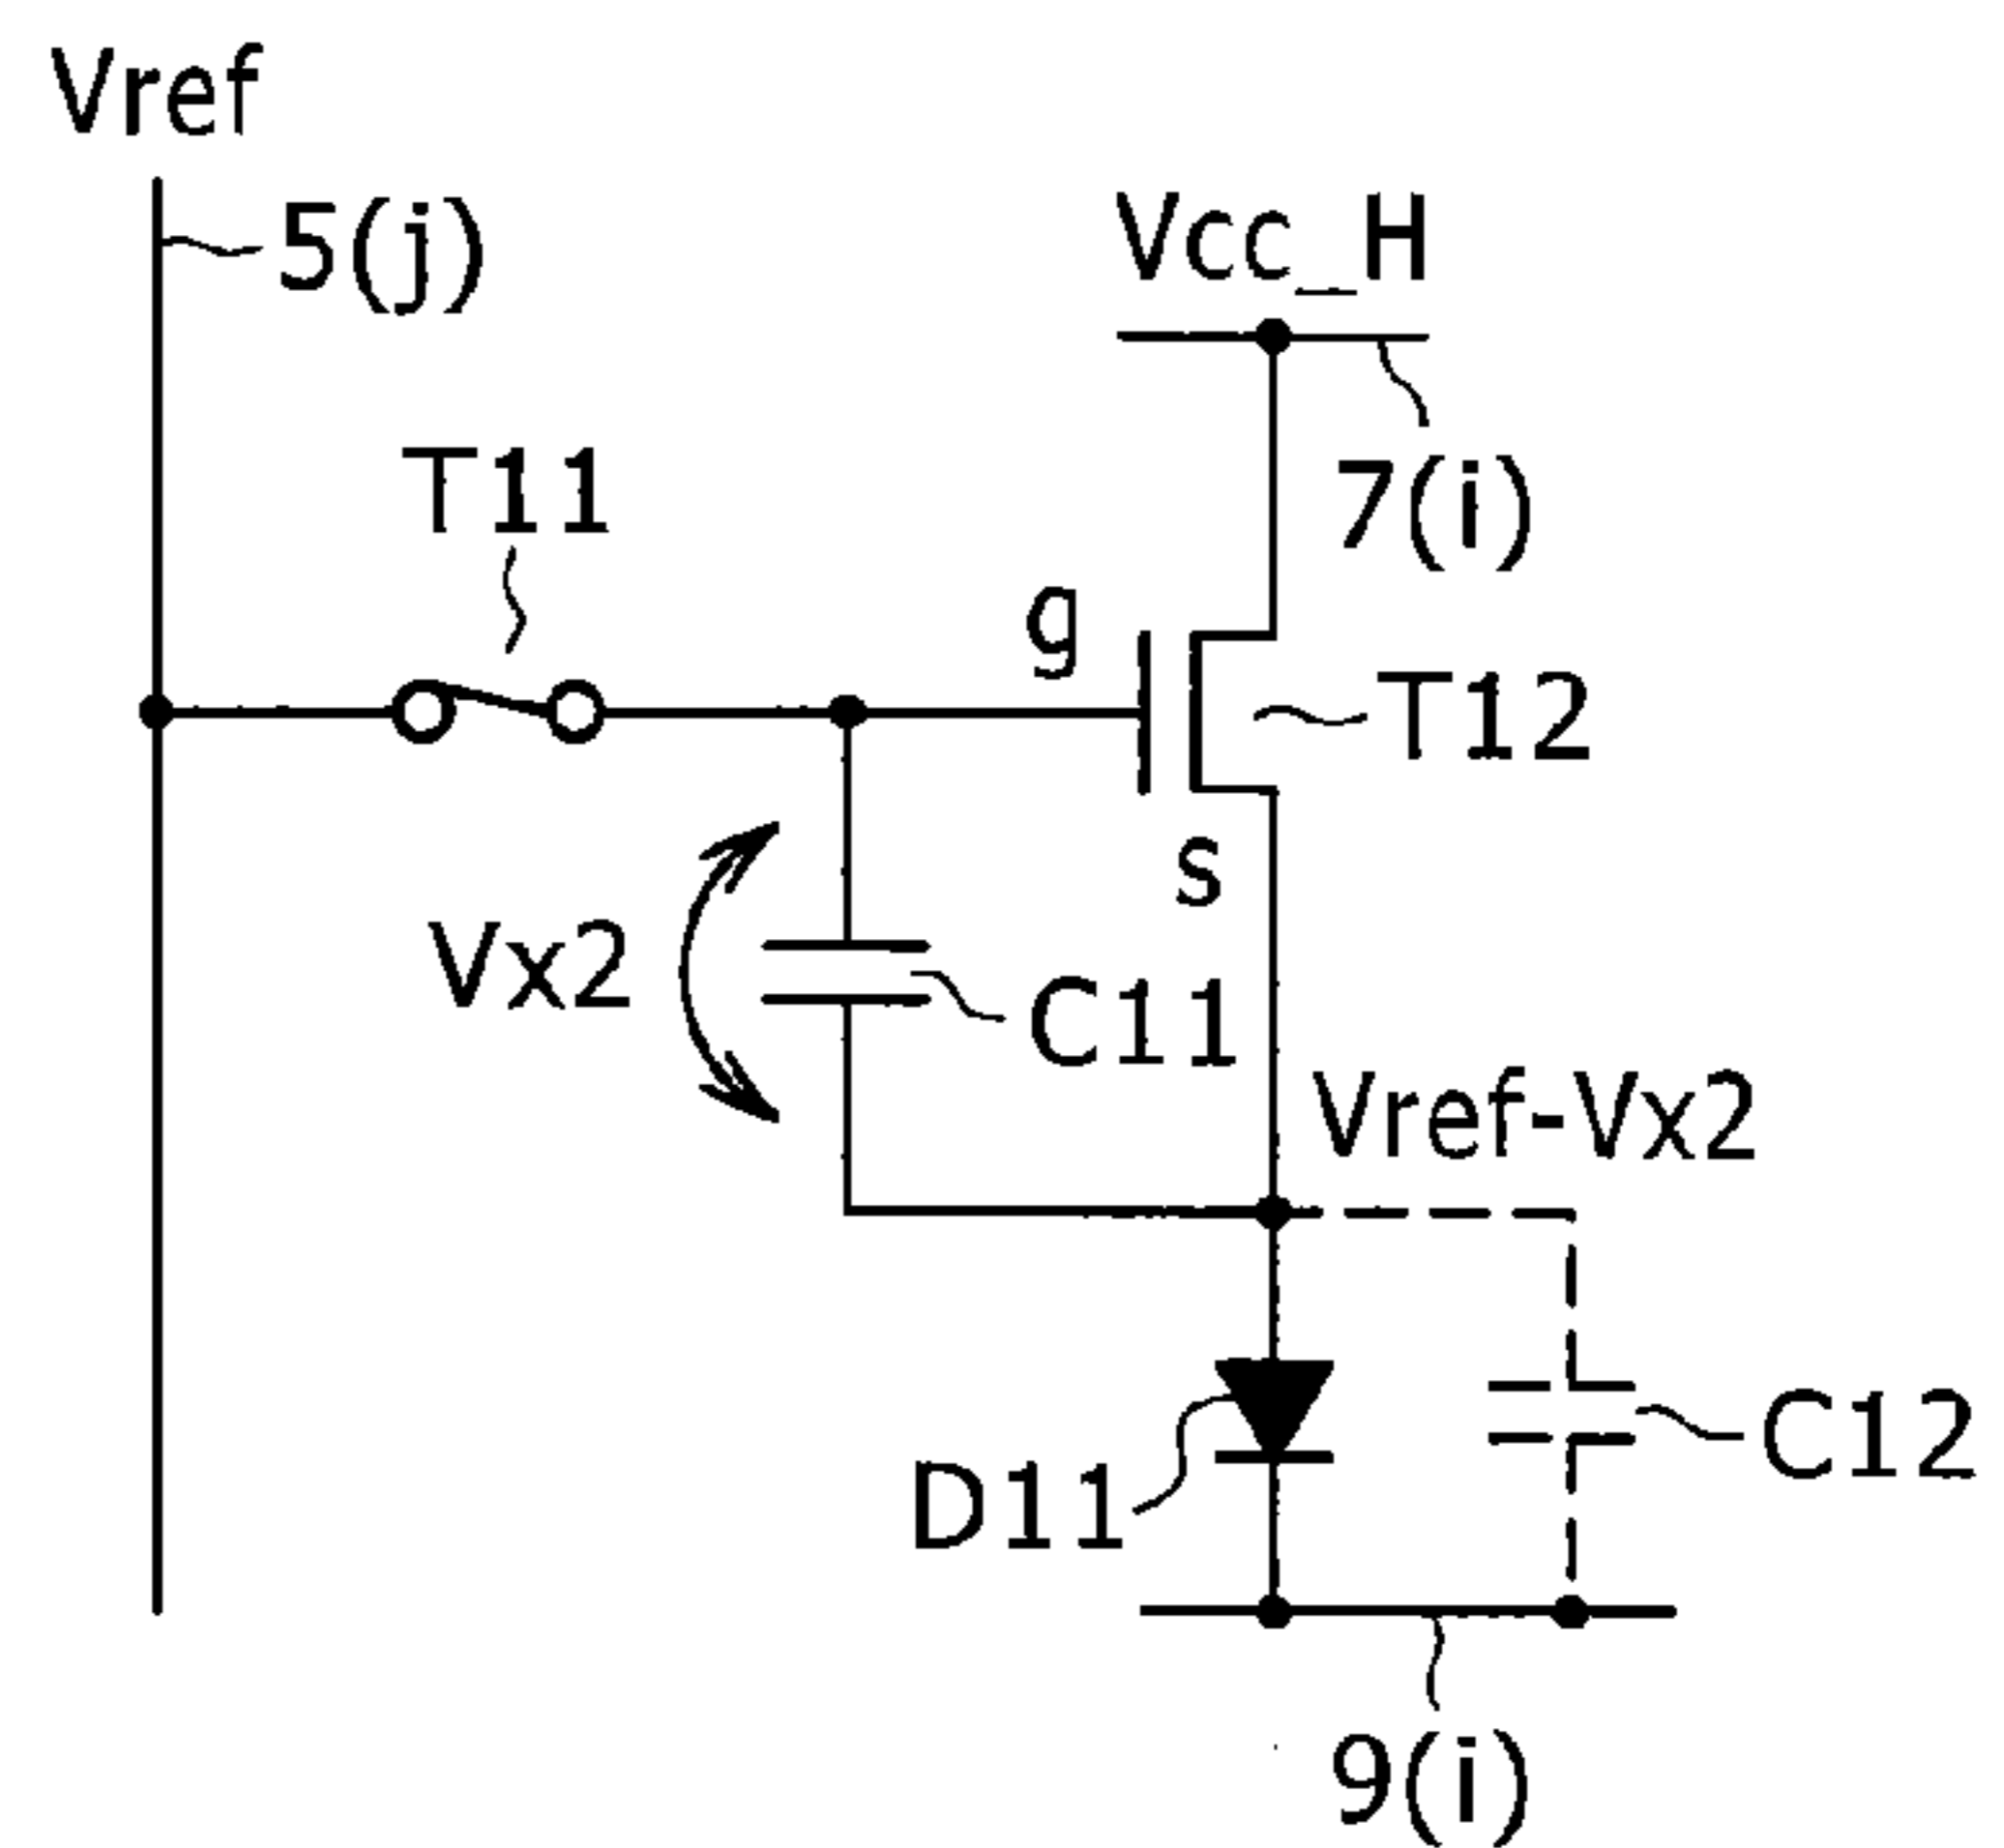 Vref
5(j)
Vcc_H
7(i)
T11
g
T12
s
Vx2
C11
Vref-Vx2
D11
C12
9(i)